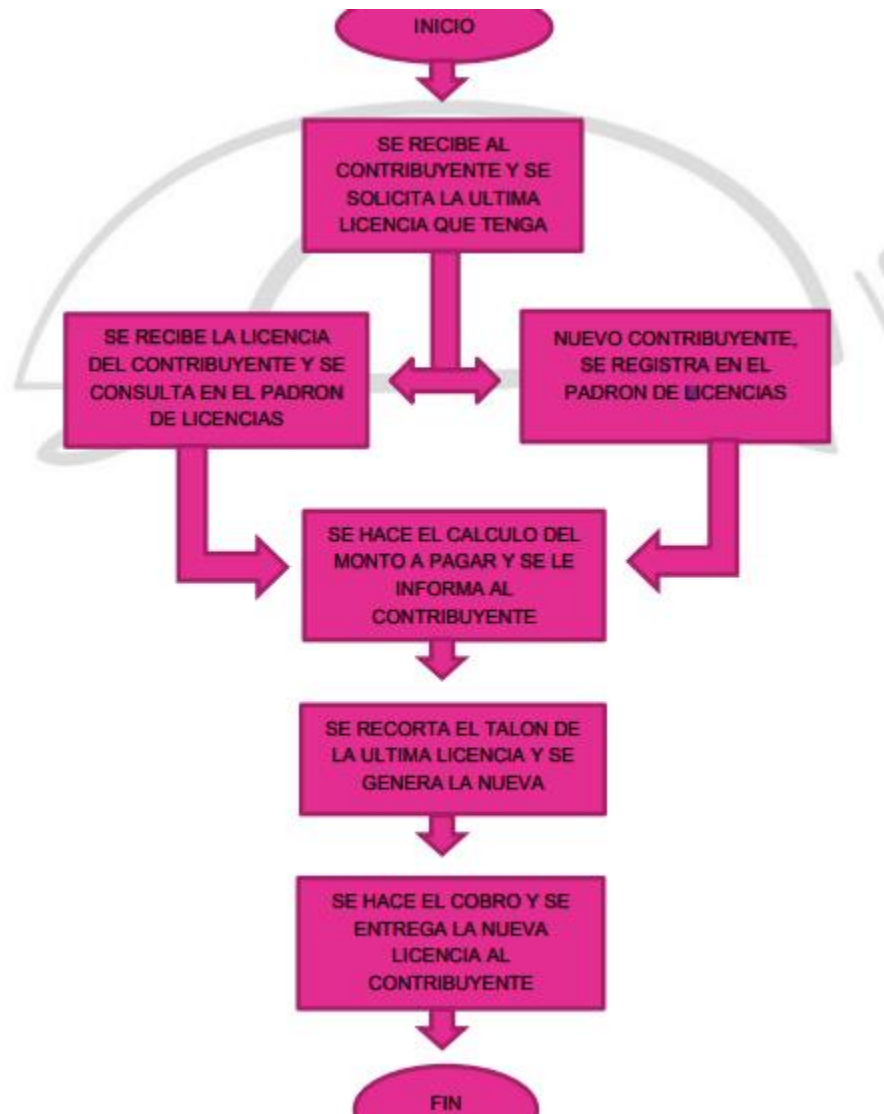 INICIO
SE RECIBE AL
CONTRIBUYENTE Y SE
SOLICITA LA ULTIMA
LICENCIA QUE TENGA
SE RECIBE LA LICENCIA
DEL CONTRIBUYENTE Y SE
CONSULTA EN EL PADRON
DE LICENCIAS
NUEVO CONTRIBUYENTE,
SE REGISTRA EN EL
PADRON DE LICENCIAS
SE HACE EL CALCULO DEL
MONTO A PAGAR Y SE LE
INFORMA AL
CONTRIBUYENTE
SE RECORTA EL TALON DE
LA ULTIMA LICENCIA Y SE
GENERA LA NUEVA
SE HACE EL COBRO Y SE
ENTREGA LA NUEVA
LICENCIA AL
CONTRIBUYENTE
FIN